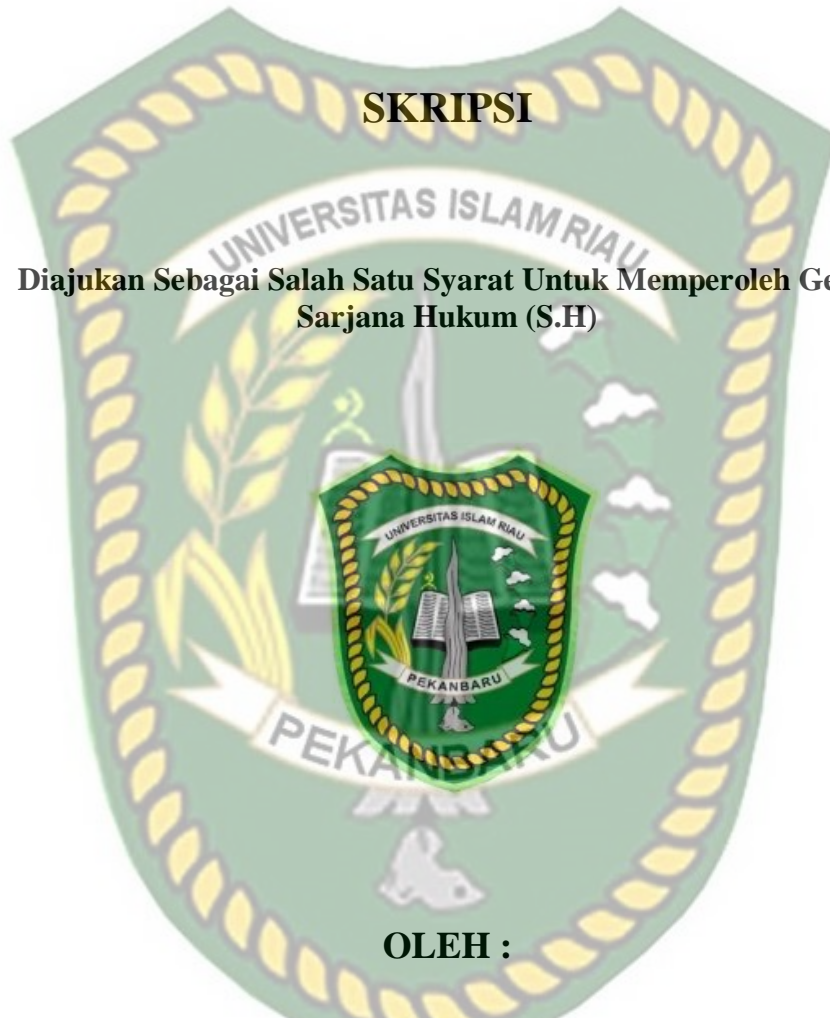 SKRIPSI
UNIVERSITAS ISLAM RIAU
Diajukan Sebagai Salah Satu Syarat Untuk Memperoleh Ge
Sarjana Hukum (S.H)
UNIVERSITAS ISLAM RIAU
PEKANBARU
PEKANBARU
OLEH :